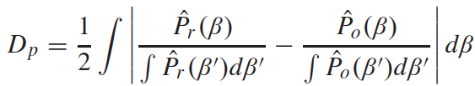 $D_p = \frac{1}{2} \int \left| \frac{\hat{P}_r(\beta)}{\int \hat{P}_r(\beta')d\beta'} - \frac{\hat{P}_o(\beta)}{\int \hat{P}_o(\beta')d\beta'} \right| d\beta$